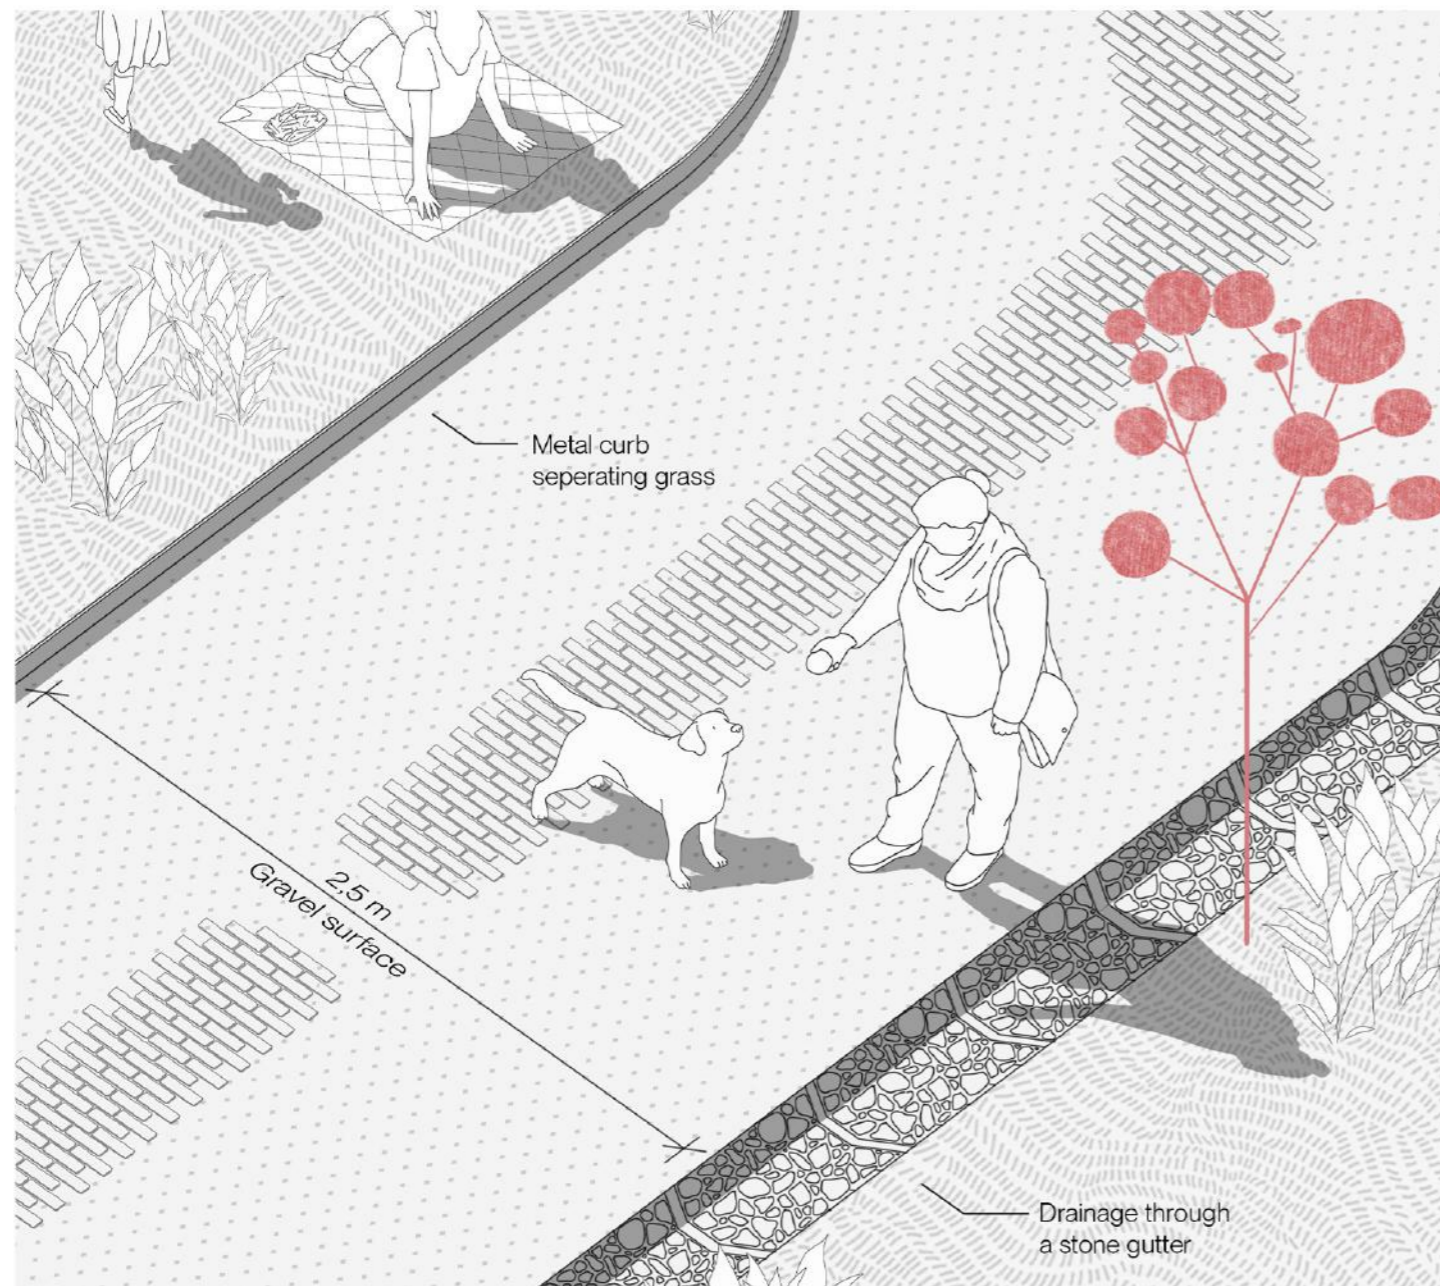 Metal curb
seperating grass
2,5 m
Gravel surface
Drainage through
a stone gutter